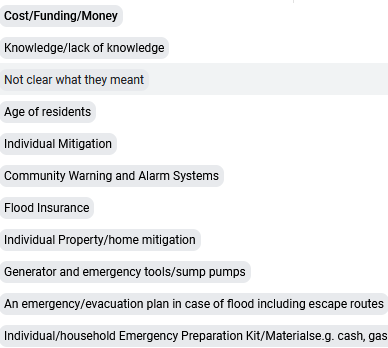 Cost/Funding/Money
Knowledge/lack of knowledge
Not clear what they meant
Age of residents
Individual Mitigation
Community Warning and Alarm Systems
Flood Insurance
Individual Property/home mitigation
Generator and emergency tools/sump pumps
An emergency/evacuation plan in case of flood including escape routes
Individual/household Emergency Preparation Kit/Materialse.g. cash, gas